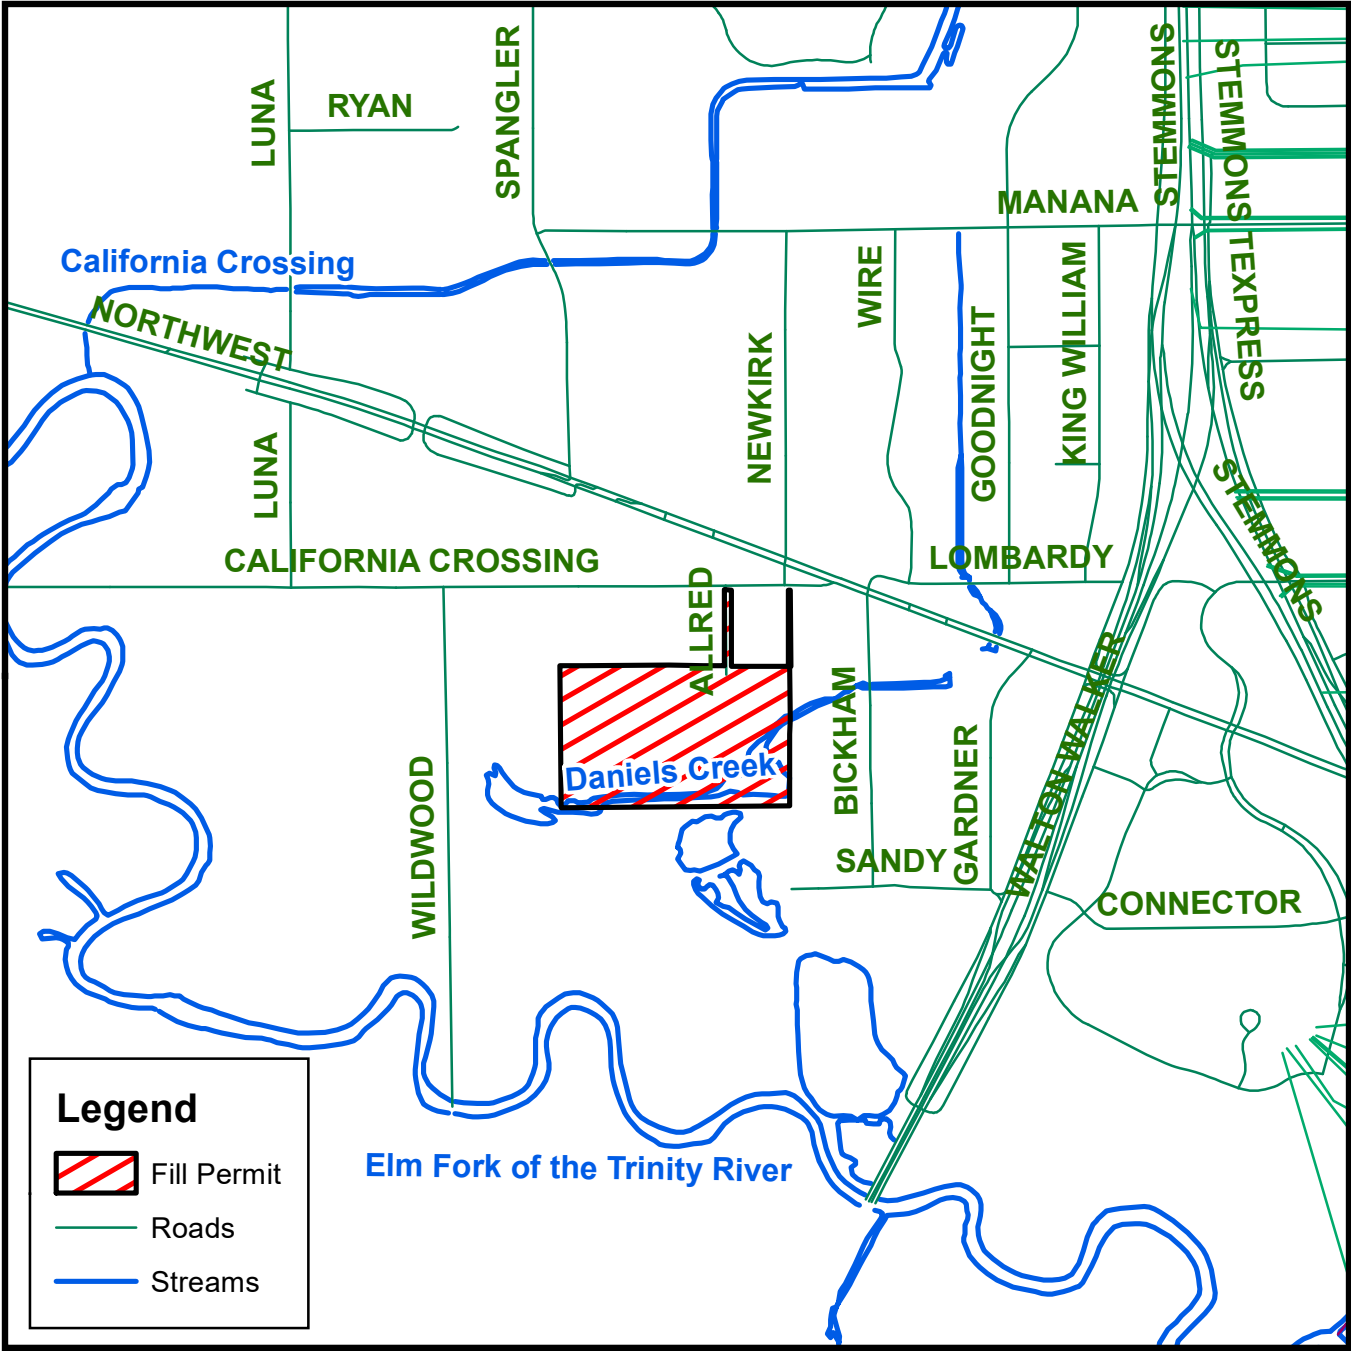 STEMMONS
SPANGLER
STEMMONS TEXPRESS
LUNA
RYAN
MANANA
California Crossing
WIRE
KING WILLIAM
NORTHWEST
GOODNIGHT
NEWKIRK
LUNA
STEMMONS
CALIFORNIA CROSSING
LOMBARDY
ALLRED
WALTON WALKER
BICKHAM
Daniels Creek
GARDNER
WILDWOOD
SANDY
CONNECTOR
Elm Fork of the Trinity River
Legend
Fill Permit
Roads
Streams